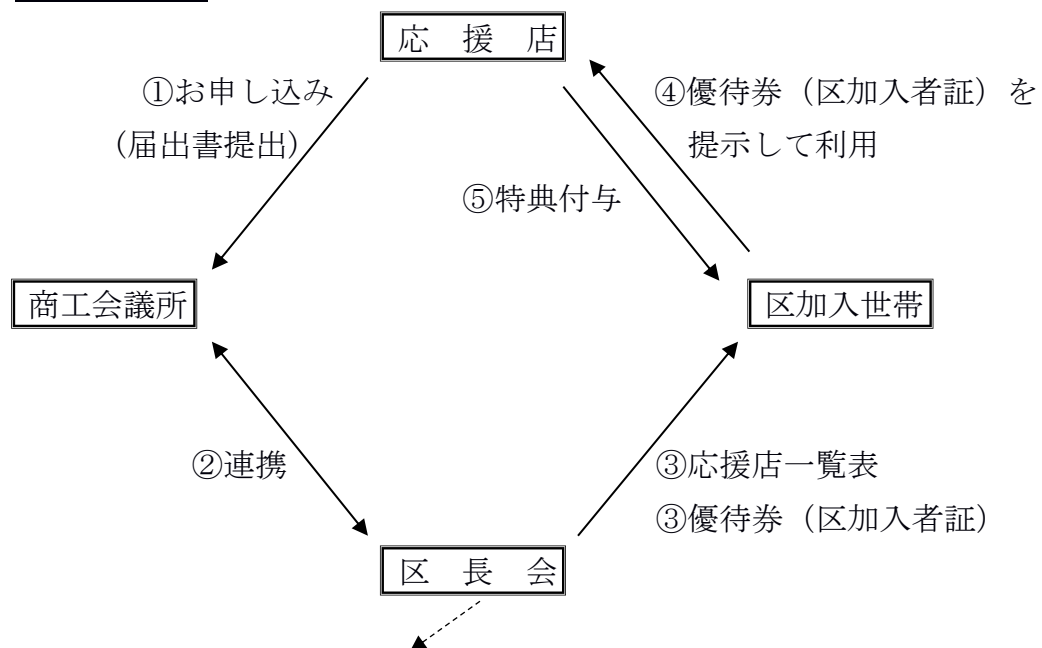 応　援　店
①お申し込み
（届出書提出）
④優待券（区加入者証）を
提示して利用
⑤特典付与
商工会議所
区加入世帯
②連携
③応援店一覧表
③優待券（区加入者証）
区　長　会